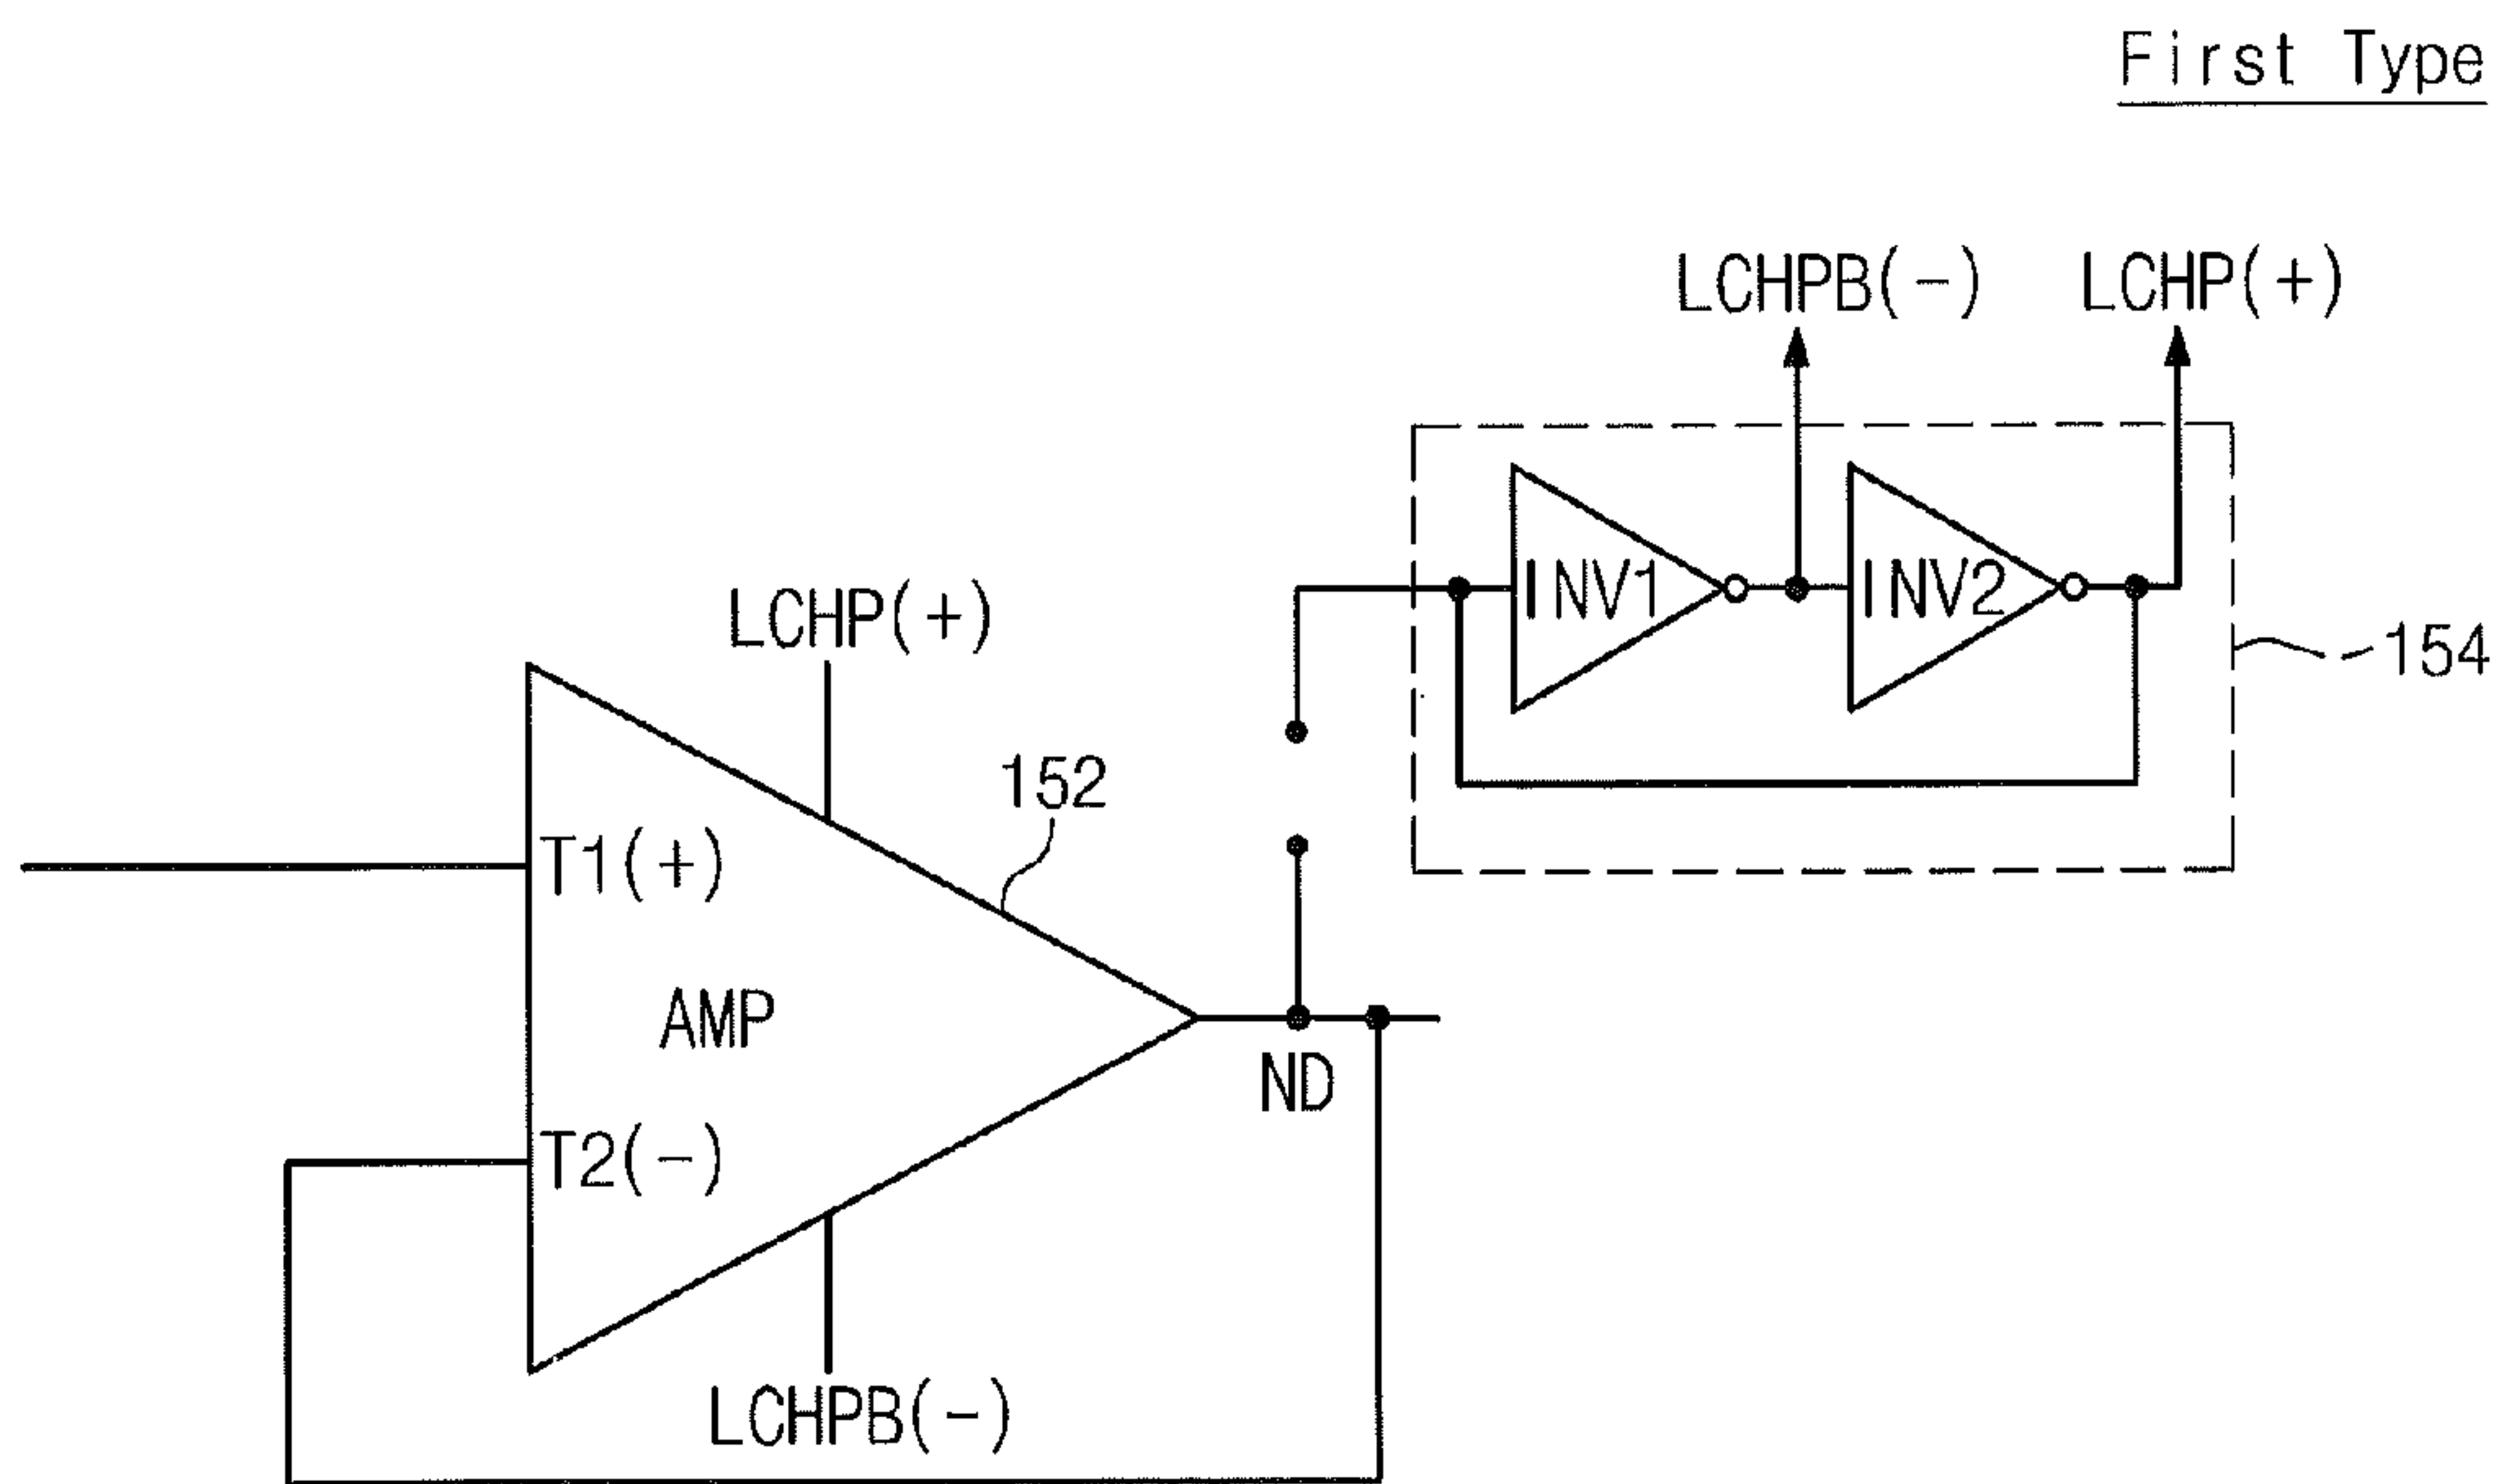 First Type
LCHPB(-) LCHP(+)
INV1 INV2
LCHP(+)
154
152
T1(+)
AMP
ND
T2(-)
LCHPB(-)